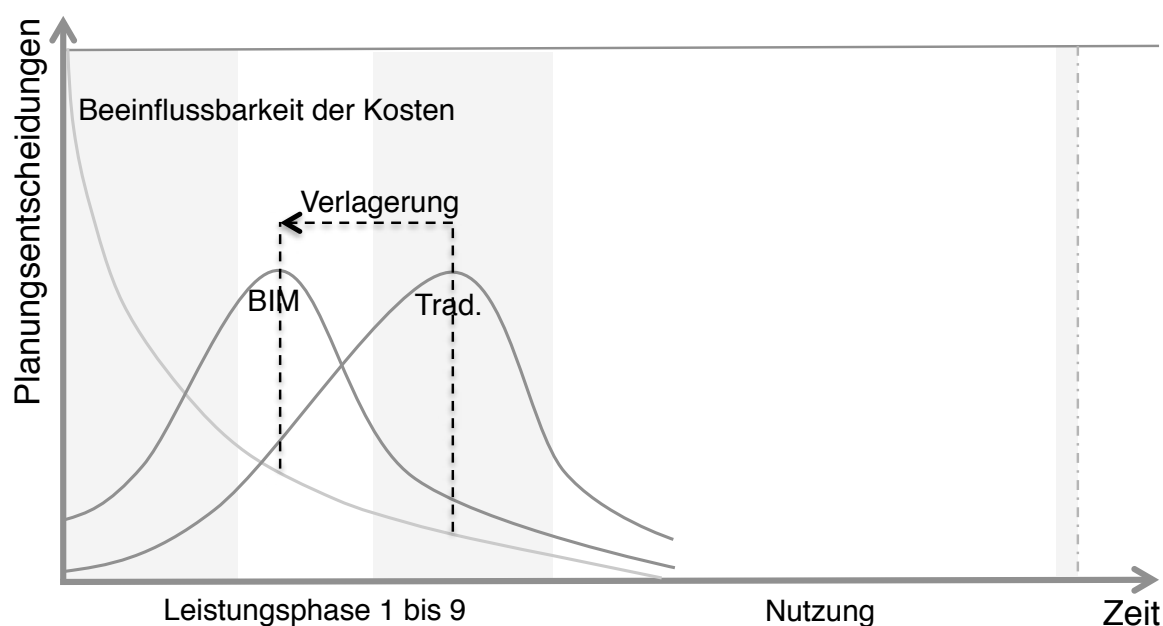 Planungsentscheidungen
Beeinflussbarkeit der Kosten
Verlagerung
BIM
Trad.
Leistungsphase 1 bis 9
Nutzung
Zeit